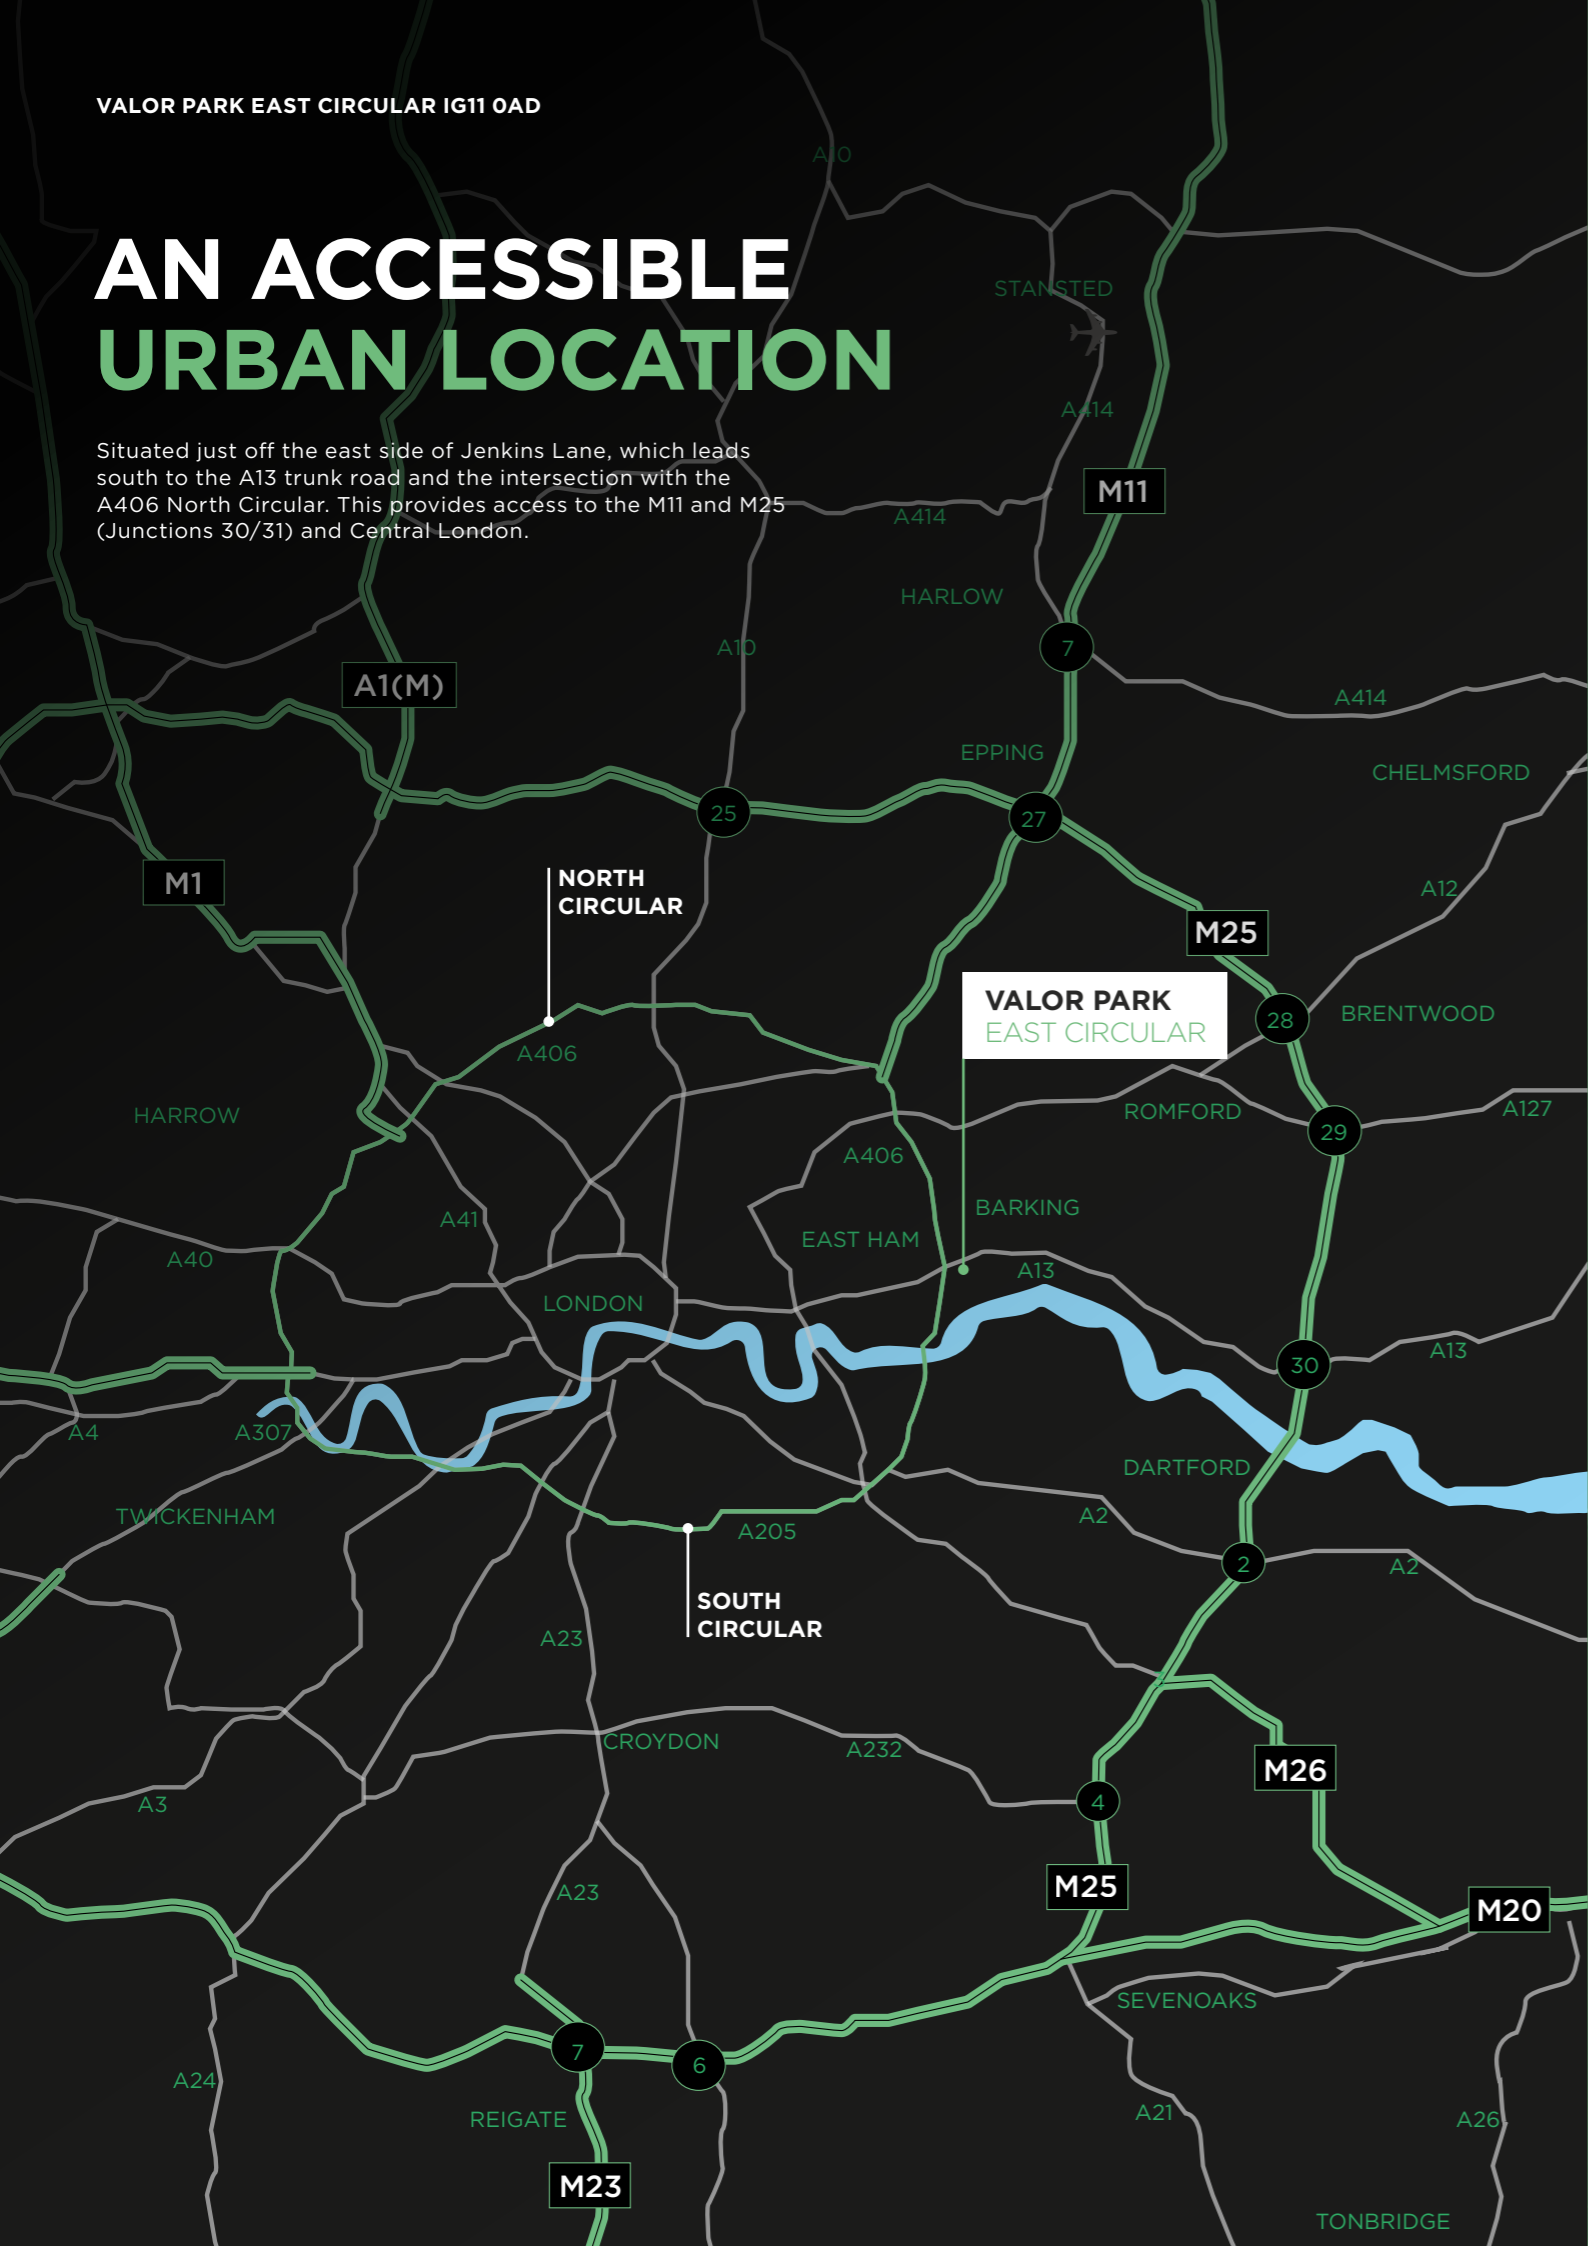 VALOR PARK EAST CIRCULAR IG11 0AD
A10
AN ACCESSIBLE
URBAN LOCATION
STANSTED
A414
Situated just off the east side of Jenkins Lane, which leads
south to the A13 trunk road and the intersection with the
A406 North Circular. This provides access to the M11 and M25
(Junctions 30/31) and Central London.
M11
A414
HARLOW
A10
7
A1(M)
A414
EPPING
CHELMSFORD
25
27
M1
NORTH
CIRCULAR
A12
M25
VALOR PARK
EAST CIRCULAR
28
BRENTWOOD
A406
HARROW
ROMFORD
A127
29
A406
A41
BARKING
EAST HAM
A40
A13
LONDON
A13
30
A4
A307
DARTFORD
TWICKENHAM
A205
A2
2
A2
SOUTH
CIRCULAR
A23
CROYDON
A232
M26
A3
4
M25
A23
M20
SEVENOAKS
7
6
A24
REIGATE
A21
A26
M23
TONBRIDGE